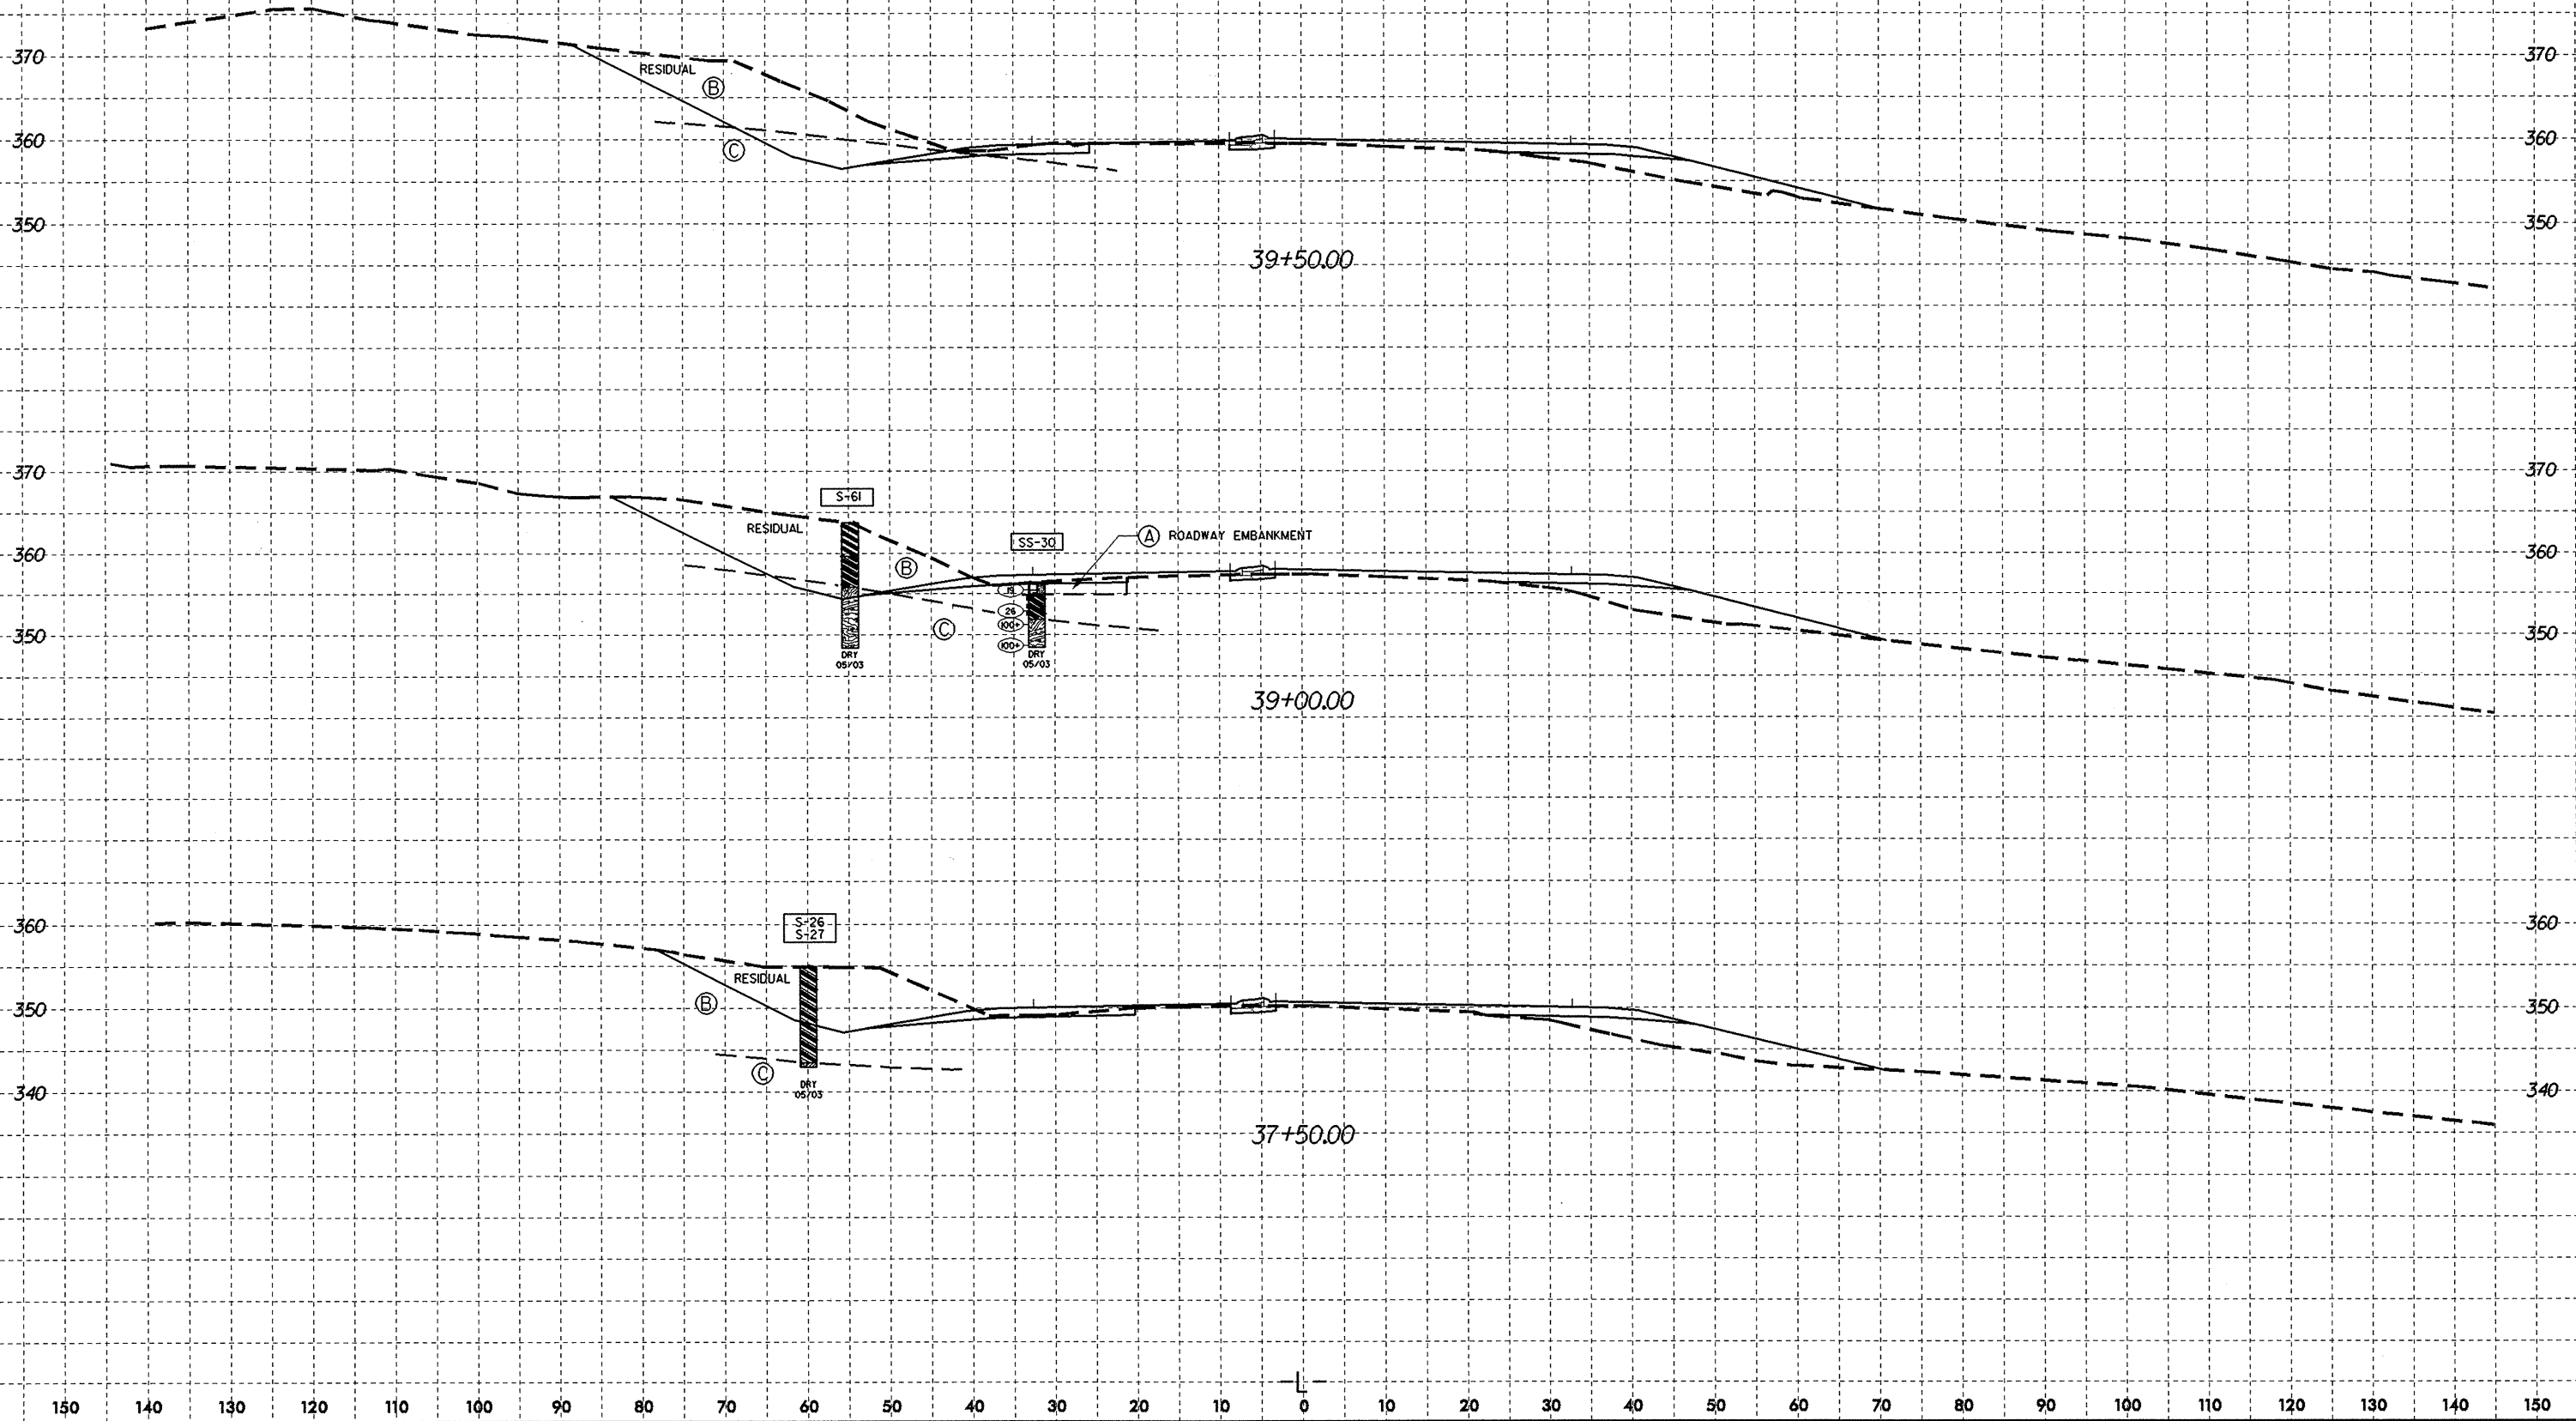 370 370
RESIDUAL
B
360 360
C
350 350
39+50.00
370 370
S-61
RESIDUAL
SS-30
A ROADWAY EMBANKMENT
360 360
B
19
26
100+
C
350 350
100+
DRY
05/03
DRY
05/03
39+00.00
360 360
S-26
S-27
RESIDUAL
B
350 350
C
DRY
05/03
340 340
37+50.00
-L-
150 140 130 120 110 100 90 80 70 60 50 40 30 20 10 0 10 20 30 40 50 60 70 80 90 100 110 120 130 140 150